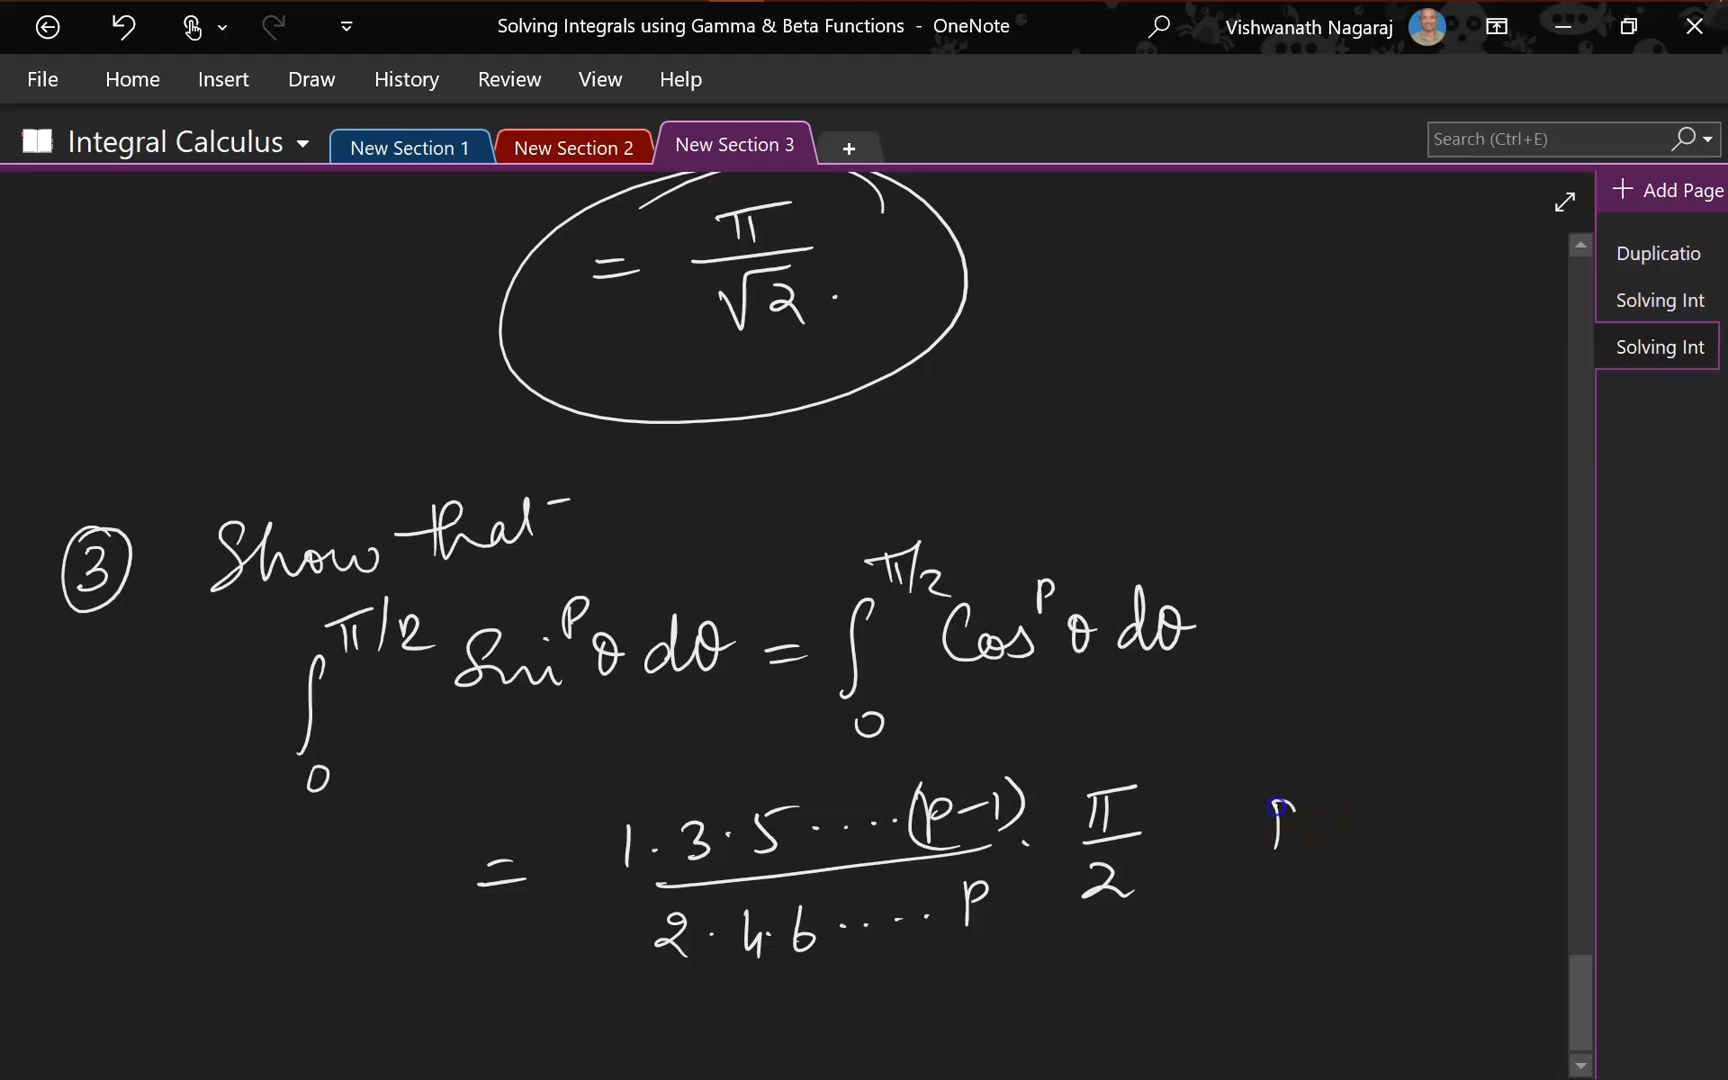 Solving Integrals using Gamma & Beta Functions - OneNote
Vishwanath Nagaraj
File Home Insert Draw History Review View Help
Integral Calculus New Section 1 New Section 2 New Section 3 +
Search (Ctrl+E)
Add Page
Duplicatio
Solving Int
Solving Int
= π/√2 .
③ Show that
∫₀^π/2 Sin^p θ dθ = ∫₀^π/2 Cos^p θ dθ
= 1·3·5····(p-1) / 2·4·6····p · π/2